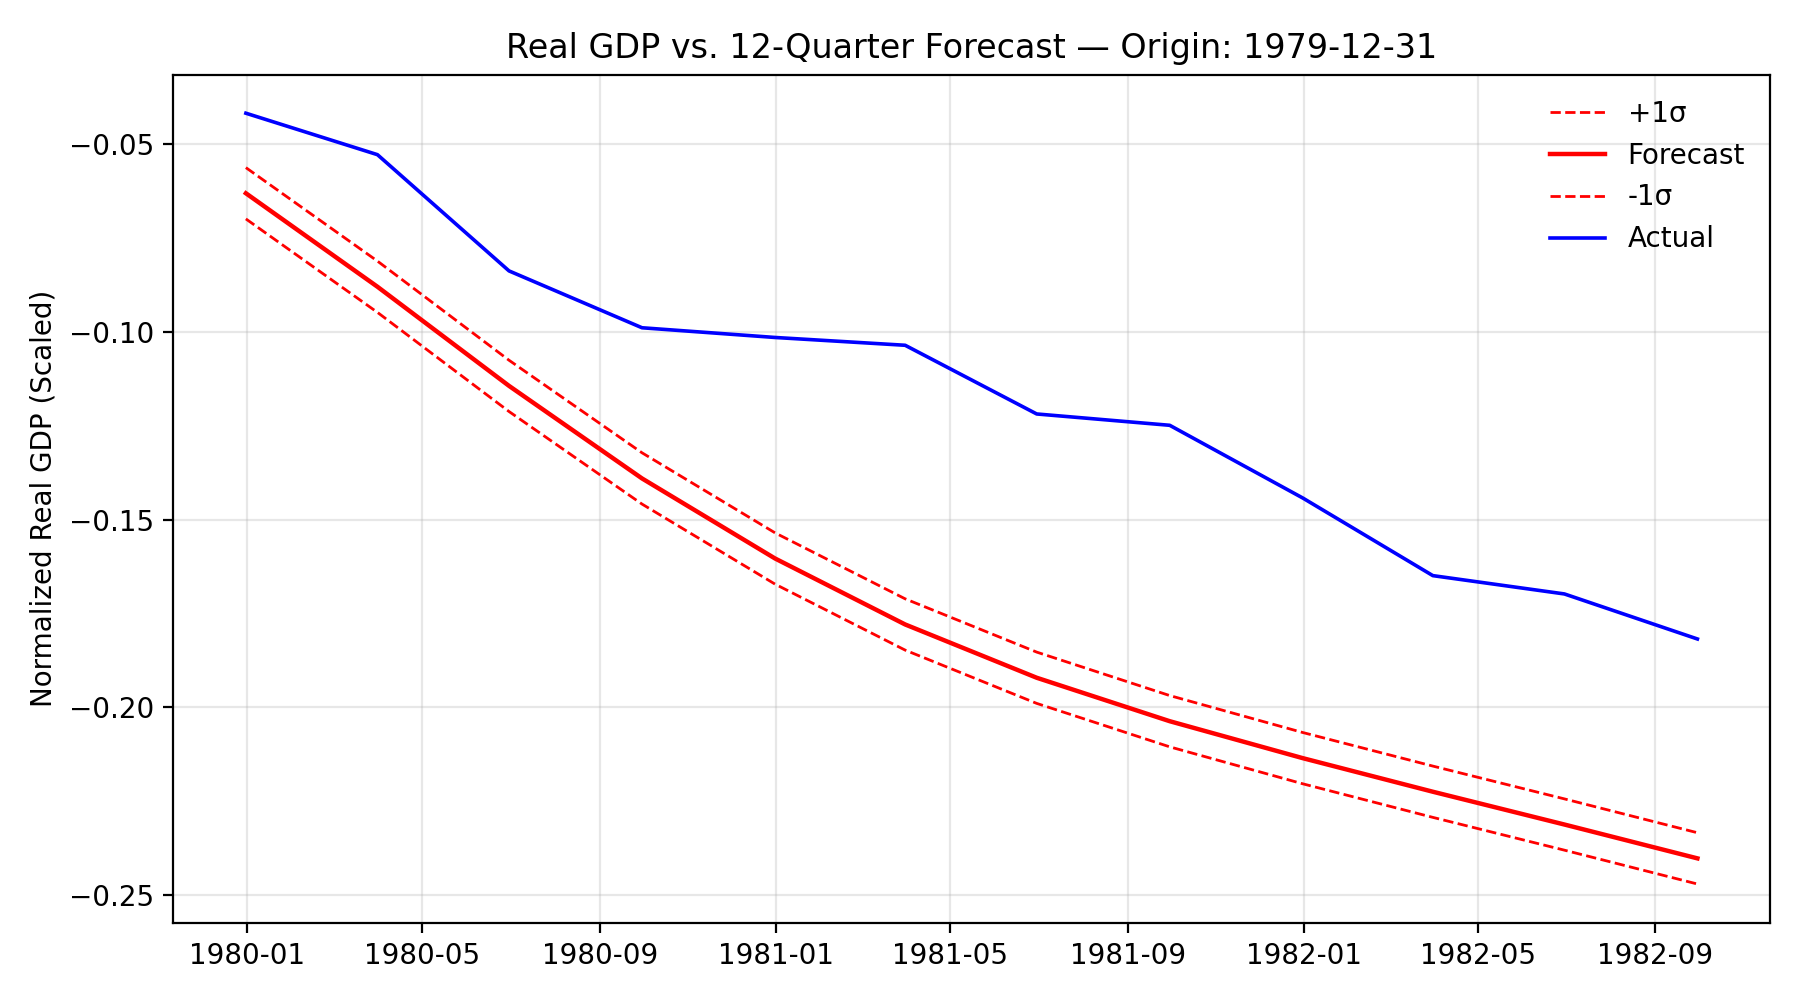 Real GDP vs. 12-Quarter Forecast — Origin: 1979-12-31
+1σ
Forecast
-1σ
Actual
Normalized Real GDP (Scaled)
−0.05
−0.10
−0.15
−0.20
−0.25
1980-01 1980-05 1980-09 1981-01 1981-05 1981-09 1982-01 1982-05 1982-09